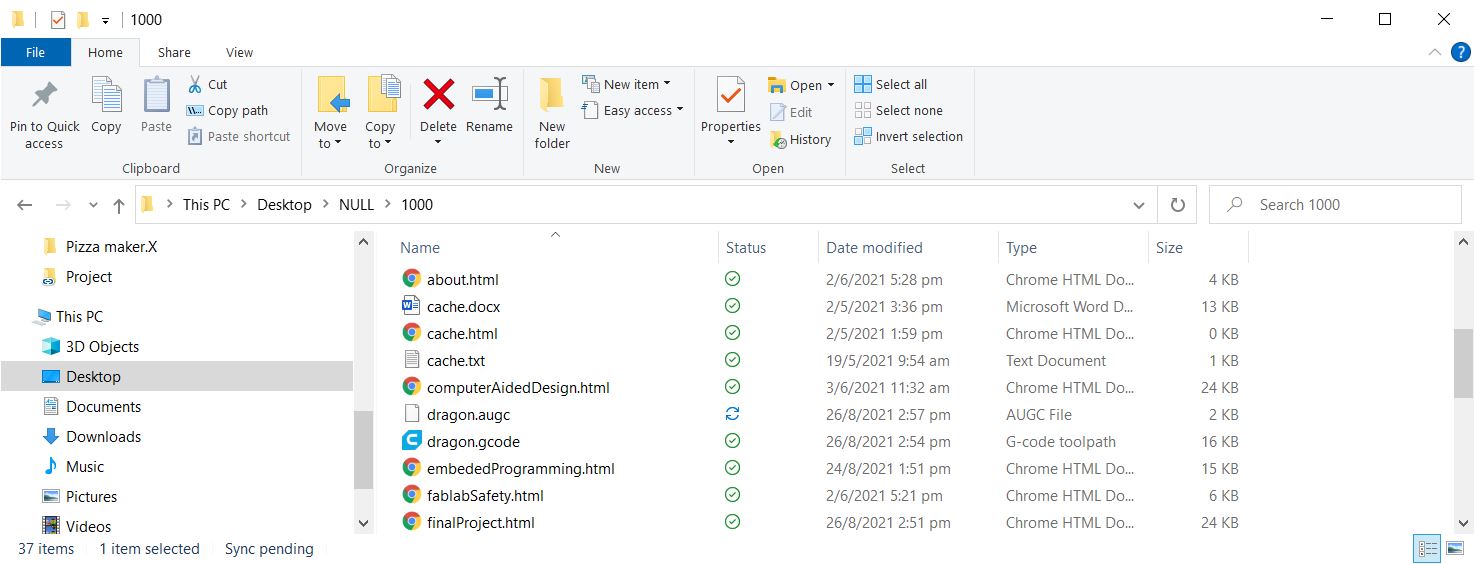 1000
File Home Share View
Pin to Quick access
Copy
Paste
Cut
Copy path
Paste shortcut
Clipboard
Move to
Copy to
Delete
Rename
Organize
New folder
New item
Easy access
New
Properties
Open
Edit
History
Open
Select all
Select none
Invert selection
Select
This PC > Desktop > NULL > 1000
Search 1000
Pizza maker.X
Project
This PC
3D Objects
Desktop
Documents
Downloads
Music
Pictures
Videos
Name Status Date modified Type Size
about.html 2/6/2021 5:28 pm Chrome HTML Do... 4 KB
cache.docx 2/5/2021 3:36 pm Microsoft Word D... 13 KB
cache.html 2/5/2021 1:59 pm Chrome HTML Do... 0 KB
cache.txt 19/5/2021 9:54 am Text Document 1 KB
computerAidedDesign.html 3/6/2021 11:32 am Chrome HTML Do... 24 KB
dragon.augc 26/8/2021 2:57 pm AUGC File 2 KB
dragon.gcode 26/8/2021 2:54 pm G-code toolpath 16 KB
embededProgramming.html 24/8/2021 1:51 pm Chrome HTML Do... 15 KB
fablabSafety.html 2/6/2021 5:21 pm Chrome HTML Do... 6 KB
finalProject.html 26/8/2021 2:51 pm Chrome HTML Do... 24 KB
37 items 1 item selected Sync pending